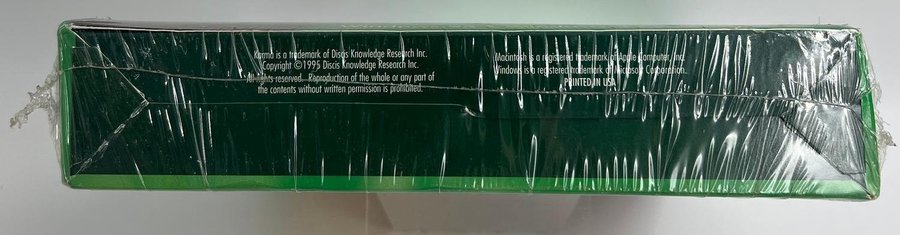 Karma is a trademark of Discis Knowledge Research Inc.
Copyright ©1995 Discis Knowledge Research Inc.
All rights reserved. Reproduction of the whole or any part of
the contents without written permission is prohibited.
Macintosh is a registered trademark of Apple Computer, Inc.
Windows is a registered trademark of Microsoft Corporation.
PRINTED IN USA